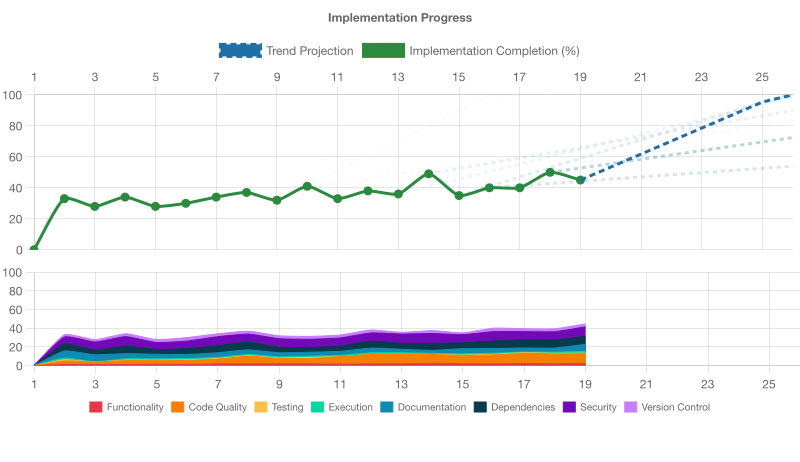 Implementation Progress
Trend Projection Implementation Completion (%)
1 3 5 7 9 11 13 15 17 19 21 23 25
100
80
60
40
20
0
100
80
60
40
20
0
1 3 5 7 9 11 13 15 17 19 21 23 25
Functionality Code Quality Testing Execution Documentation Dependencies Security Version Control